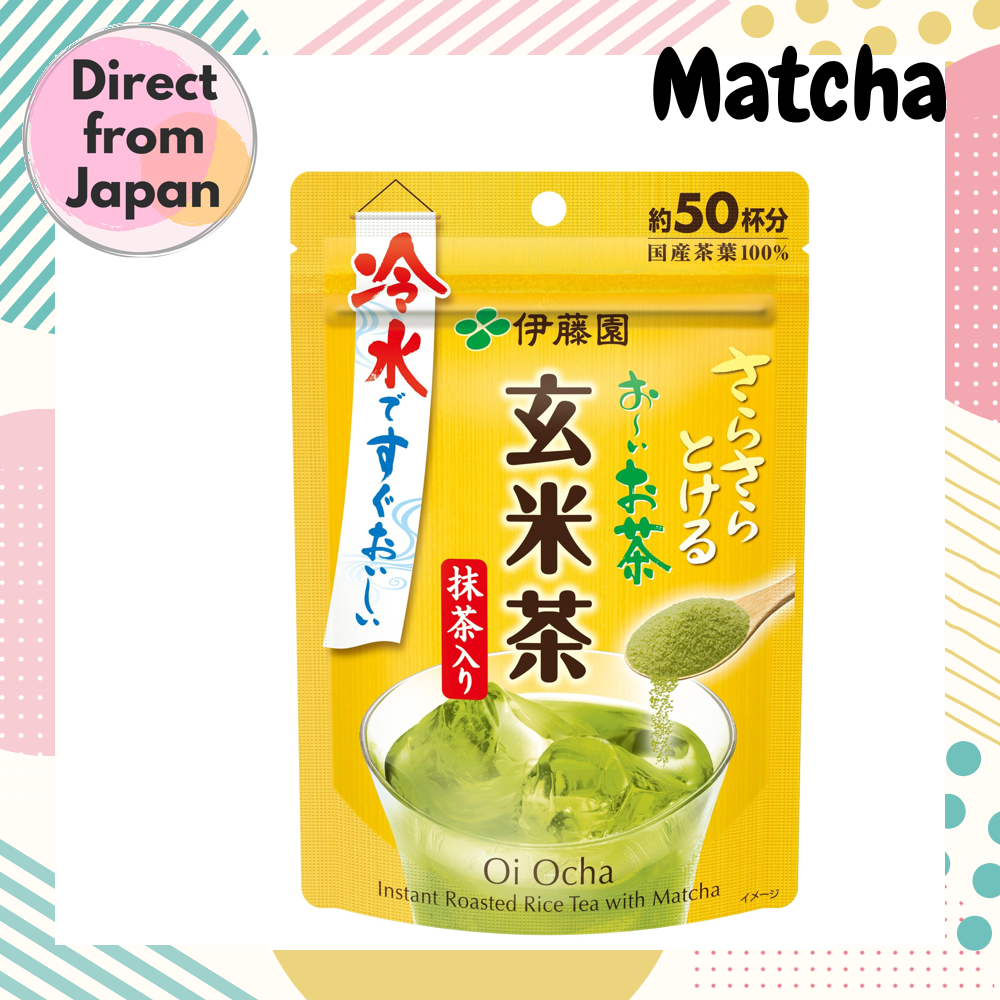 Direct
from
Japan
Matcha
約50杯分
国産茶葉100%
冷水ですぐおいしい
伊藤園
さらさら
とける
お〜いお茶
玄米茶
抹茶入り
Oi Ocha
Instant Roasted Rice Tea with Matcha
イメージ